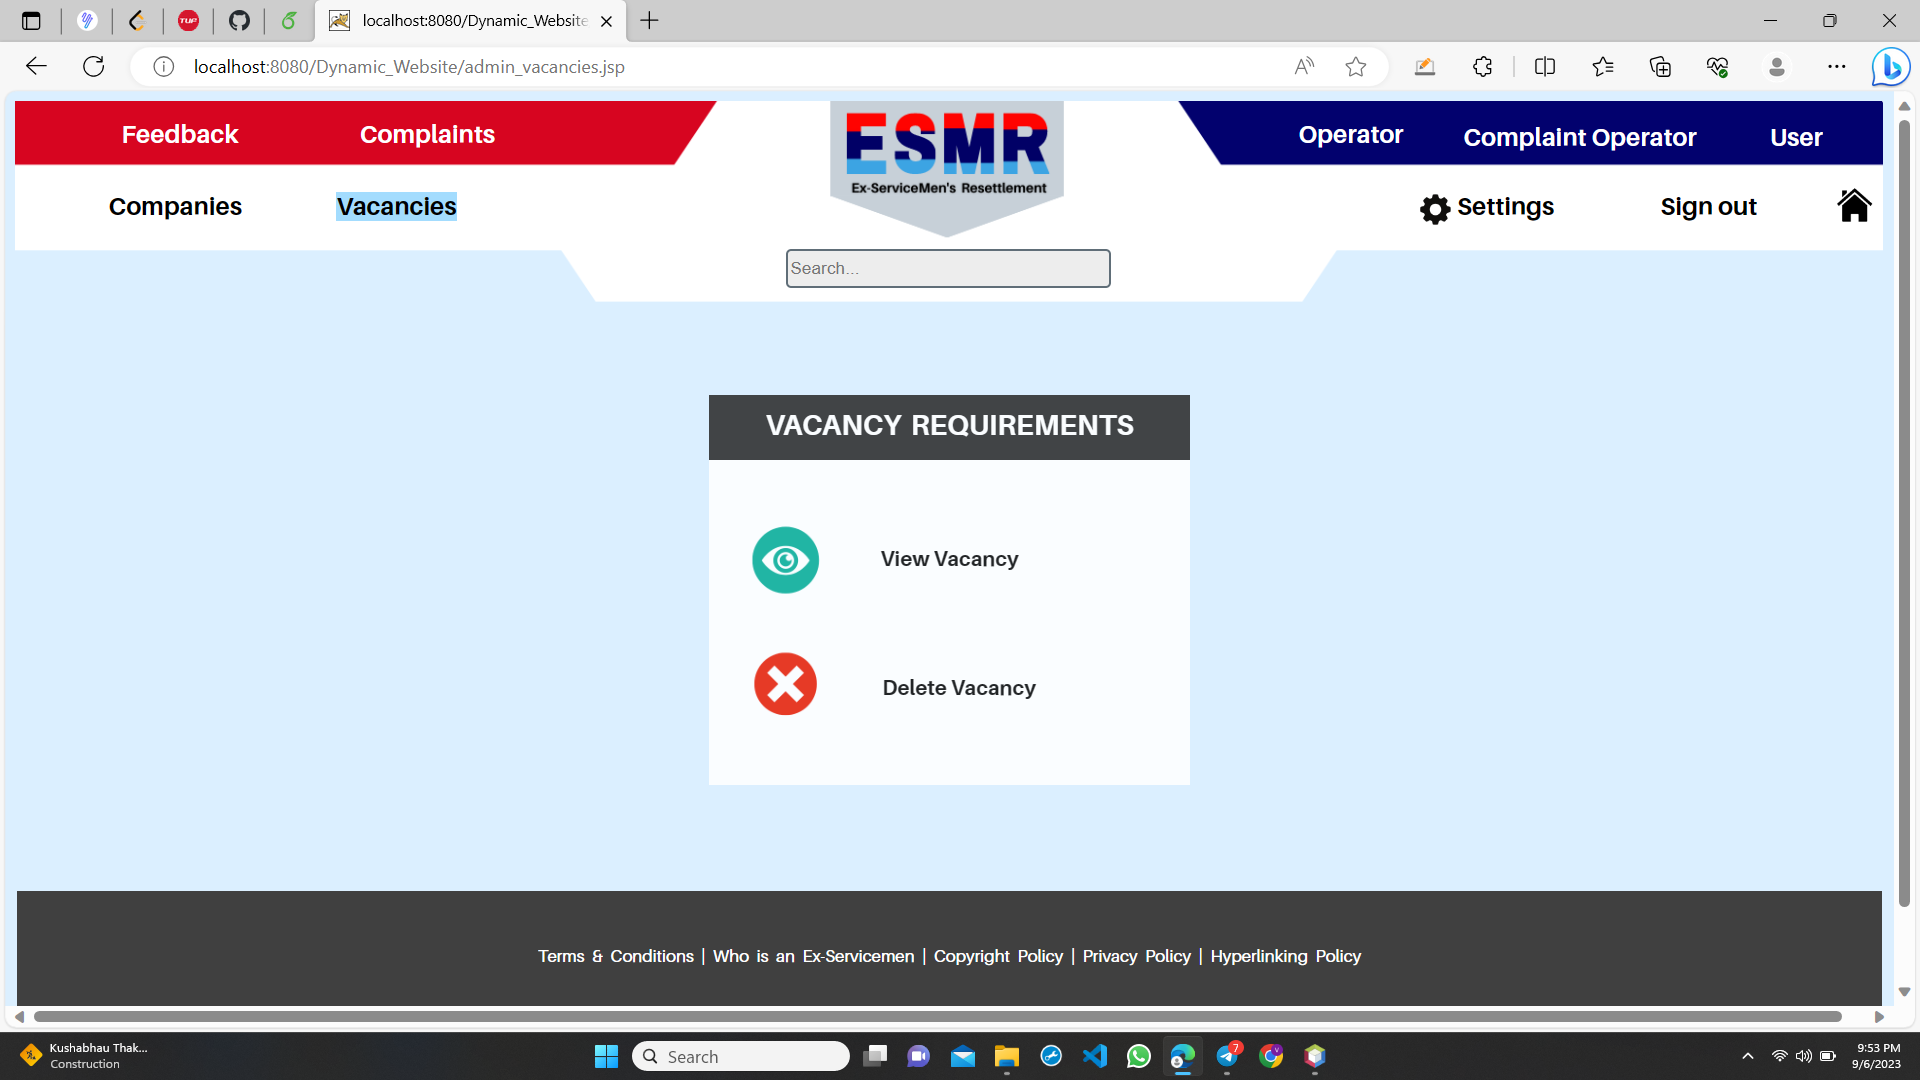 localhost:8080/Dynamic_Website
localhost:8080/Dynamic_Website/admin_vacancies.jsp
Feedback
Complaints
ESMR
Ex-ServiceMen's Resettlement
Operator
Complaint Operator
User
Companies
Vacancies
Settings
Sign out
Search...
VACANCY REQUIREMENTS
View Vacancy
Delete Vacancy
Terms & Conditions | Who is an Ex-Servicemen | Copyright Policy | Privacy Policy | Hyperlinking Policy
Kushabhau Thak...
Construction
Search
7
9:53 PM
9/6/2023